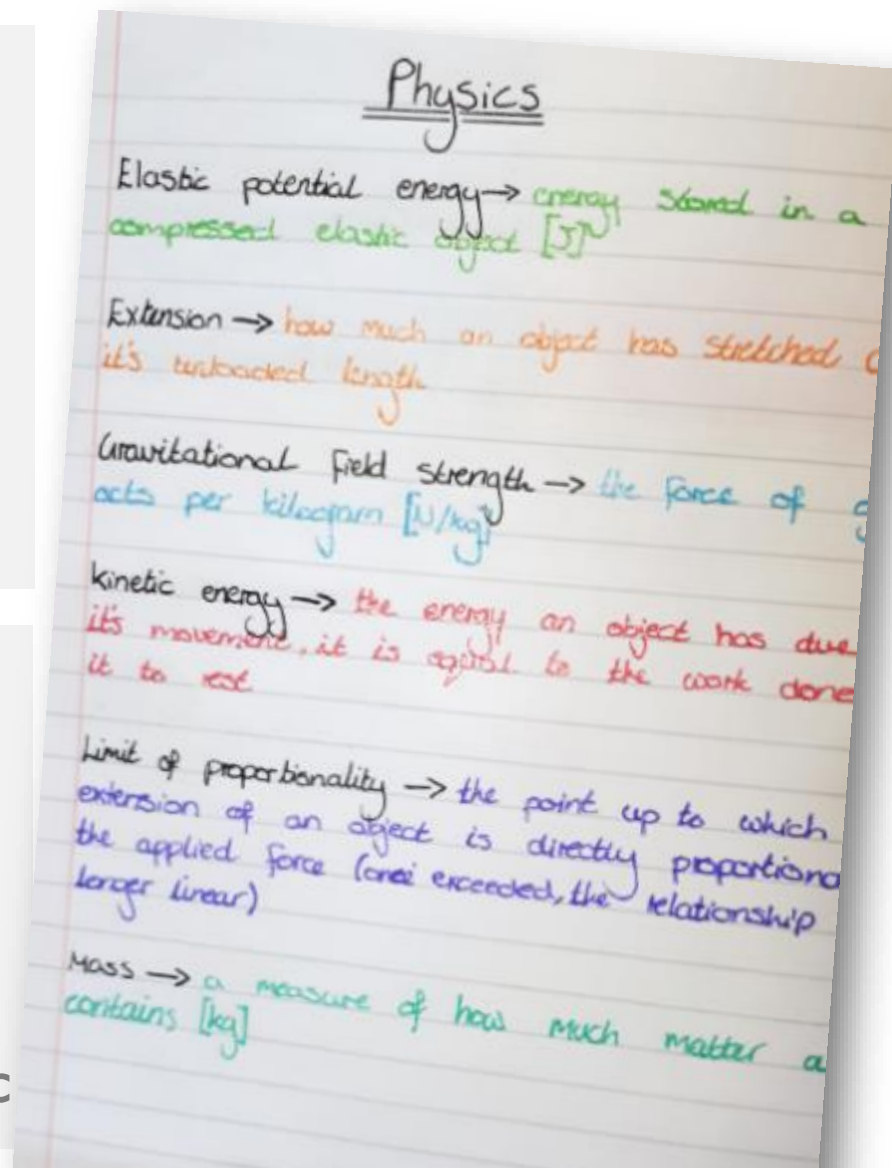 Physics
Elastic potential energy → energy stored in a
compressed elastic object [J]
Extension → how much an object has stretched
it's unloaded length
Gravitational field strength → the force of g
acts per kilogram [N/kg]
kinetic energy → the energy an object has due
it's movement, it is equal to the work done
it to rest
Limit of proportionality → the point up to which
extension of an object is directly proportiona
the applied force (once exceeded, the relationship
longer linear)
Mass → a measure of how much matter a
contains [kg]
c